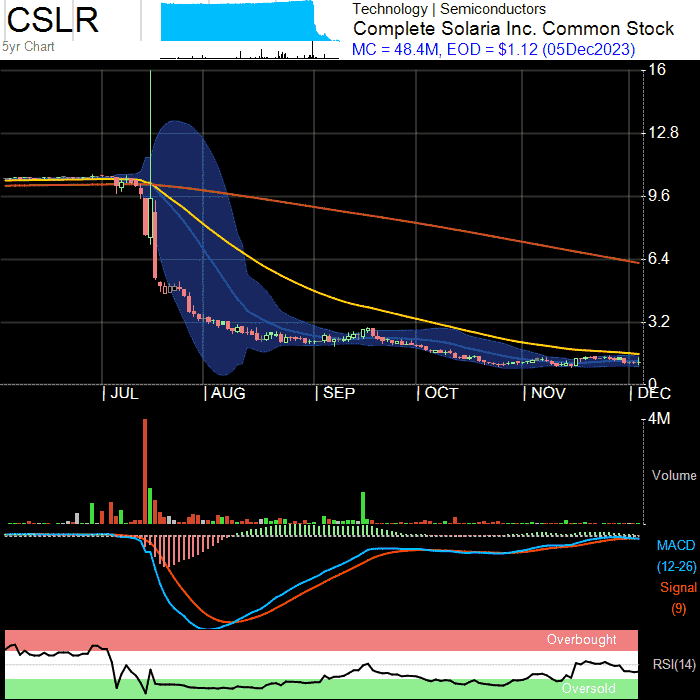 CSLR
5yr Chart
Technology | Semiconductors
Complete Solaria Inc. Common Stock
MC = 48.4M, EOD = $1.12 (05Dec2023)
16
12.8
9.6
6.4
3.2
0
JUL AUG SEP OCT NOV DEC
4M
Volume
MACD
(12-26)
Signal
(9)
Overbought
RSI(14)
Oversold